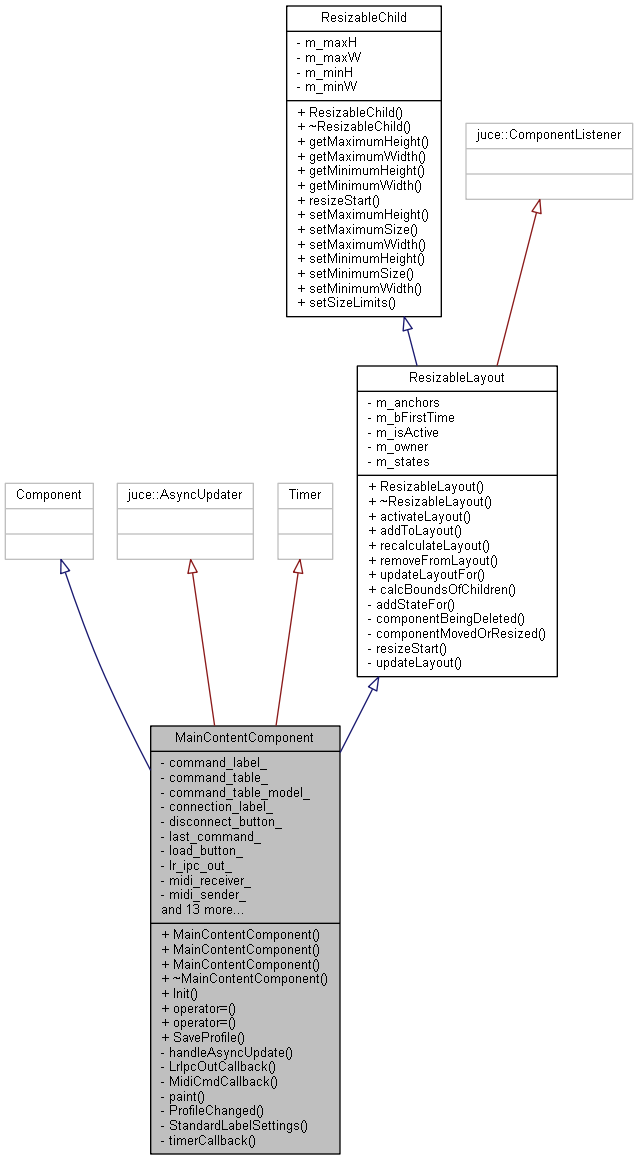 ResizableChild
- m_maxH
- m_maxW
- m_minH
- m_minW
+ ResizableChild()
+ ~ResizableChild()
+ getMaximumHeight()
+ getMaximumWidth()
+ getMinimumHeight()
+ getMinimumWidth()
+ resizeStart()
+ setMaximumHeight()
+ setMaximumSize()
+ setMaximumWidth()
+ setMinimumHeight()
+ setMinimumSize()
+ setMinimumWidth()
+ setSizeLimits()
juce::ComponentListener
ResizableLayout
- m_anchors
- m_bFirstTime
- m_isActive
- m_owner
- m_states
+ ResizableLayout()
+ ~ResizableLayout()
+ activateLayout()
+ addToLayout()
+ recalculateLayout()
+ removeFromLayout()
+ updateLayoutFor()
+ calcBoundsOfChildren()
- addStateFor()
- componentBeingDeleted()
- componentMovedOrResized()
- resizeStart()
- updateLayout()
Component
juce::AsyncUpdater
Timer
MainContentComponent
- command_label_
- command_table_
- command_table_model_
- connection_label_
- disconnect_button_
- last_command_
- load_button_
- lr_ipc_out_
- midi_receiver_
- midi_sender_
and 13 more...
+ MainContentComponent()
+ MainContentComponent()
+ MainContentComponent()
+ ~MainContentComponent()
+ Init()
+ operator=()
+ operator=()
+ SaveProfile()
- handleAsyncUpdate()
- LrIpcOutCallback()
- MidiCmdCallback()
- paint()
- ProfileChanged()
- StandardLabelSettings()
- timerCallback()